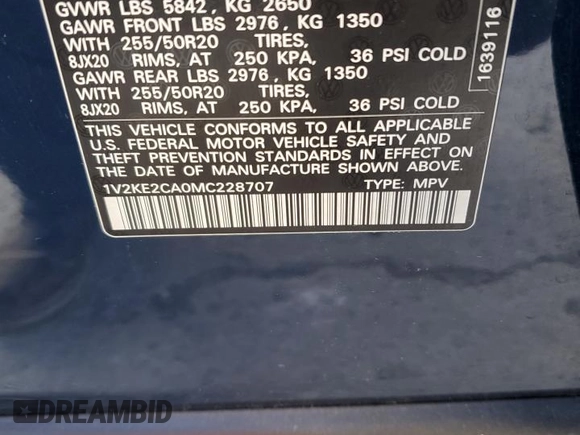 GVWR LBS 5842 , KG 2650
GAWR FRONT LBS 2976 , KG 1350
WITH 255/50R20 TIRES,
8JX20 RIMS, AT 250 KPA, 36 PSI COLD
GAWR REAR LBS 2976 , KG 1350
WITH 255/50R20 TIRES,
8JX20 RIMS, AT 250 KPA, 36 PSI COLD
THIS VEHICLE CONFORMS TO ALL APPLICABLE
U.S. FEDERAL MOTOR VEHICLE SAFETY AND
THEFT PREVENTION STANDARDS IN EFFECT ON
THE DATE OF MANUFACTURE SHOWN ABOVE.
1V2KE2CA0MC228707 TYPE: MPV
1639116
DREAMBID